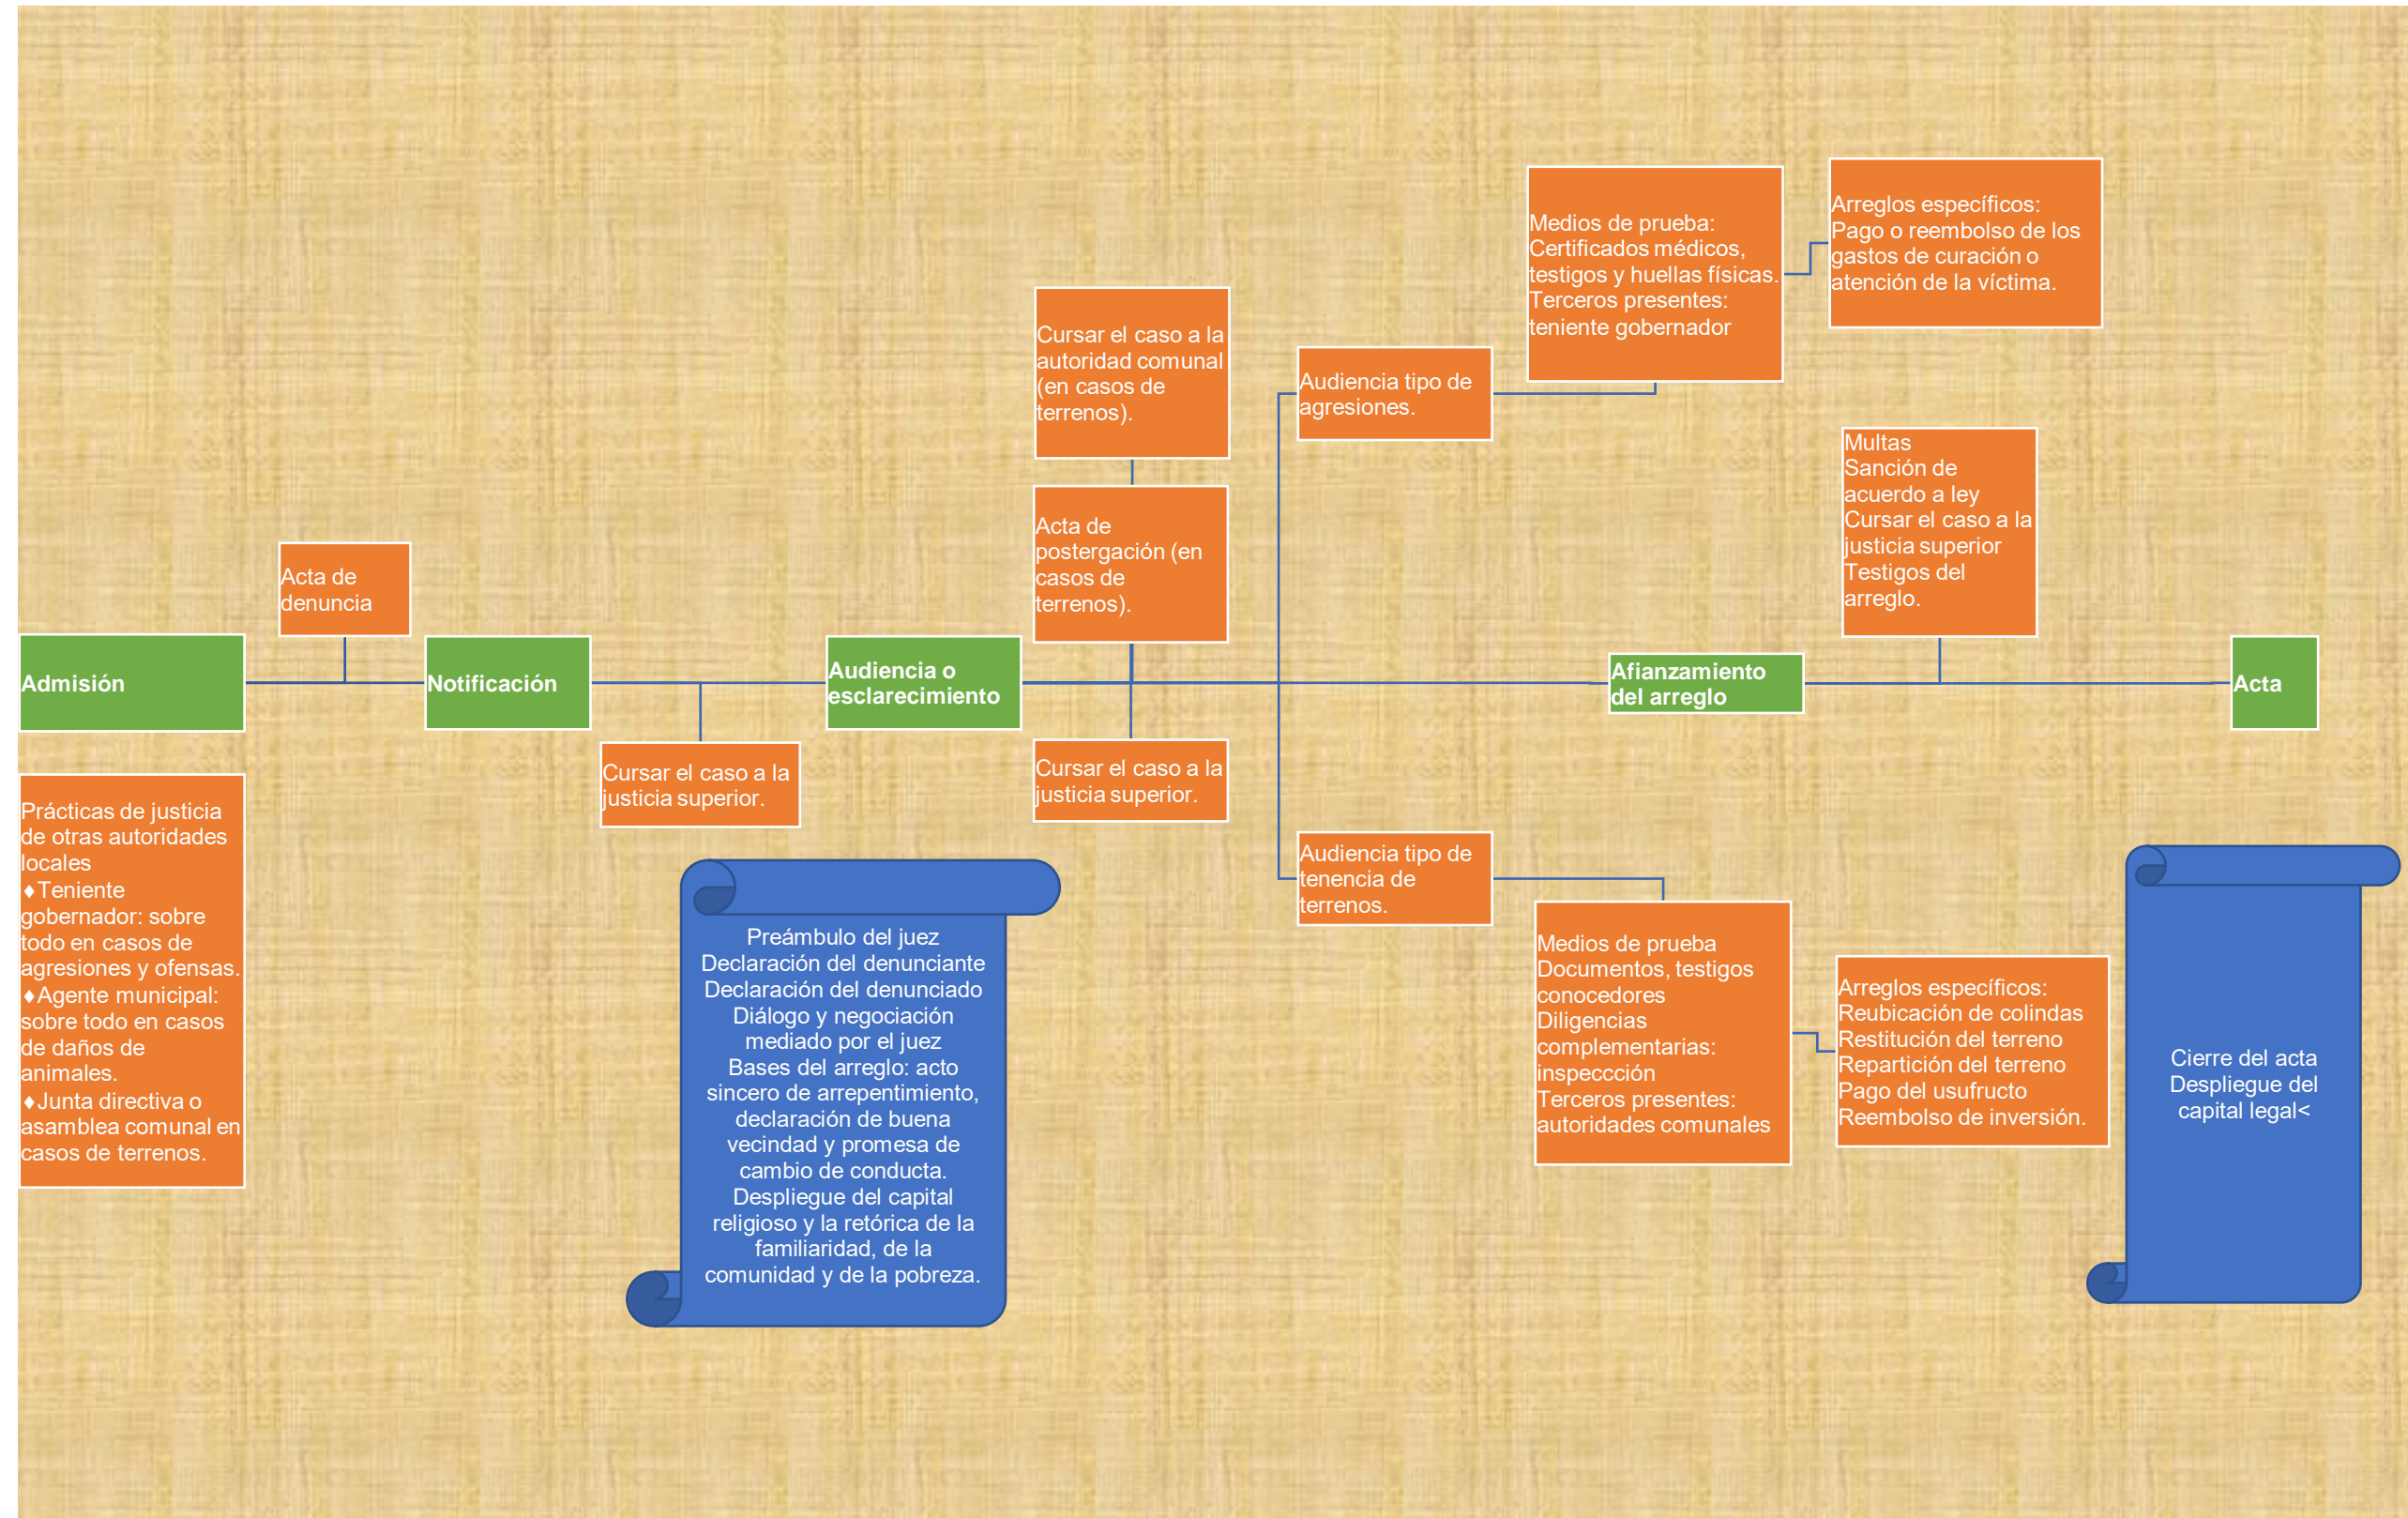 Admisión
Prácticas de justicia
de otras autoridades
locales
♦Teniente
gobernador: sobre
todo en casos de
agresiones y ofensas.
♦Agente municipal:
sobre todo en casos
de daños de
animales.
♦Junta directiva o
asamblea comunal en
casos de terrenos.
Acta de
denuncia
Notificación
Cursar el caso a la
justicia superior.
Audiencia o
esclarecimiento
Preámbulo del juez
Declaración del denunciante
Declaración del denunciado
Diálogo y negociación
mediado por el juez
Bases del arreglo: acto
sincero de arrepentimiento,
declaración de buena
vecindad y promesa de
cambio de conducta.
Despliegue del capital
religioso y la retórica de la
familiaridad, de la
comunidad y de la pobreza.
Cursar el caso a la
autoridad comunal
(en casos de
terrenos).
Acta de
postergación (en
casos de
terrenos).
Cursar el caso a la
justicia superior.
Audiencia tipo de
agresiones.
Medios de prueba:
Certificados médicos,
testigos y huellas físicas.
Terceros presentes:
teniente gobernador
Arreglos específicos:
Pago o reembolso de los
gastos de curación o
atención de la víctima.
Audiencia tipo de
tenencia de
terrenos.
Medios de prueba
Documentos, testigos
conocedores
Diligencias
complementarias:
inspeccción
Terceros presentes:
autoridades comunales
Arreglos específicos:
Reubicación de colindas
Restitución del terreno
Repartición del terreno
Pago del usufructo
Reembolso de inversión.
Afianzamiento
del arreglo
Multas
Sanción de
acuerdo a ley
Cursar el caso a la
justicia superior
Testigos del
arreglo.
Acta
Cierre del acta
Despliegue del
capital legal<